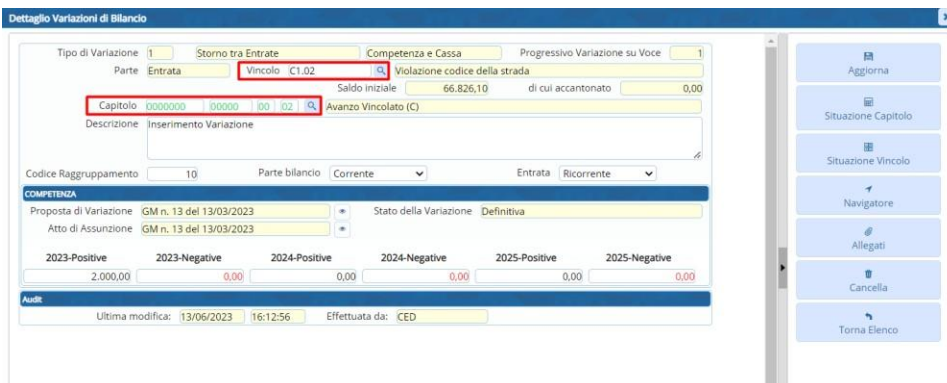 Dettaglio Variazioni di Bilancio
Tipo di Variazione 1 Storno tra Entrate Competenza e Cassa Progressivo Variazione su Voce 1
Parte Entrata Vincolo C1.02 Violazione codice della strada
Saldo iniziale 66.826,10 di cui accantonato 0,00
Capitolo 0000000 00000 00 02 Avanzo Vincolato (C)
Descrizione Inserimento Variazione
Codice Raggruppamento 10 Parte bilancio Corrente Entrata Ricorrente
COMPETENZA
Proposta di Variazione GM n. 13 del 13/03/2023 Stato della Variazione Definitiva
Atto di Assunzione GM n. 13 del 13/03/2023
2023-Positive 2023-Negative 2024-Positive 2024-Negative 2025-Positive 2025-Negative
2.000,00 0,00 0,00 0,00 0,00 0,00
Audit
Ultima modifica: 13/06/2023 16:12:56 Effettuata da: CED
Aggiorna
Situazione Capitolo
Situazione Vincolo
Navigatore
Allegati
Cancella
Torna Elenco